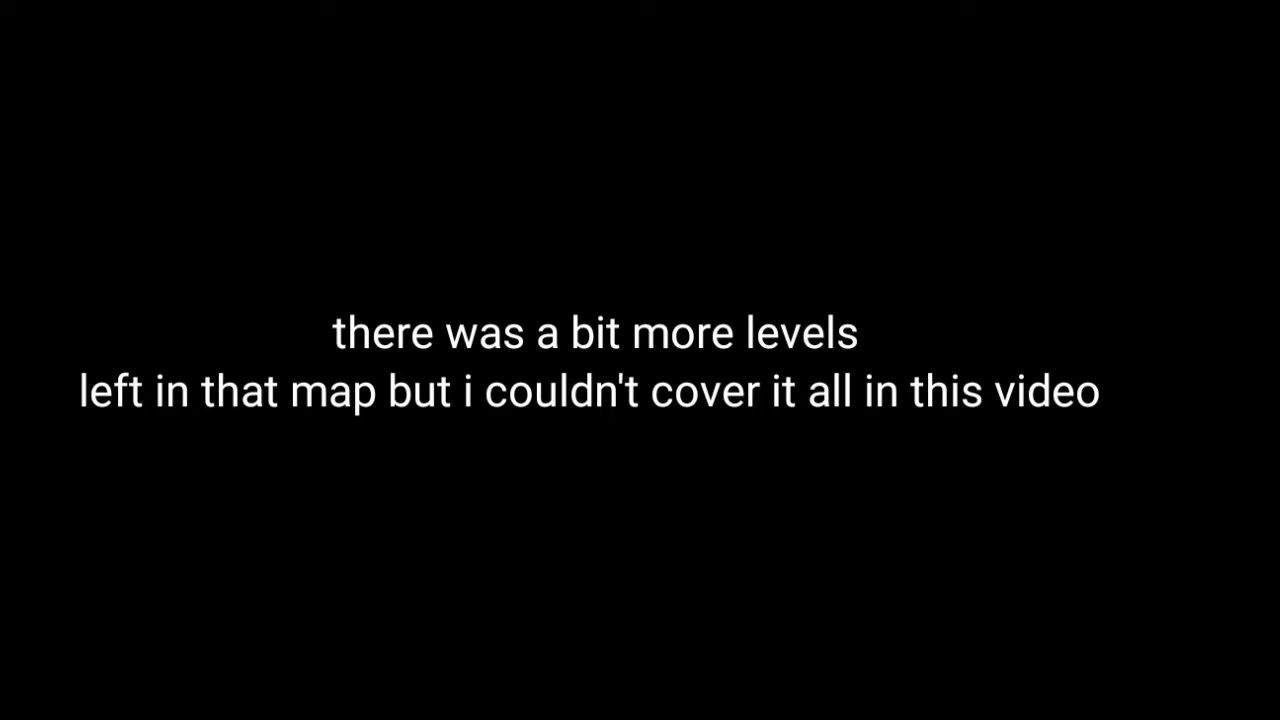 there was a bit more levels
left in that map but i couldn't cover it all in this video